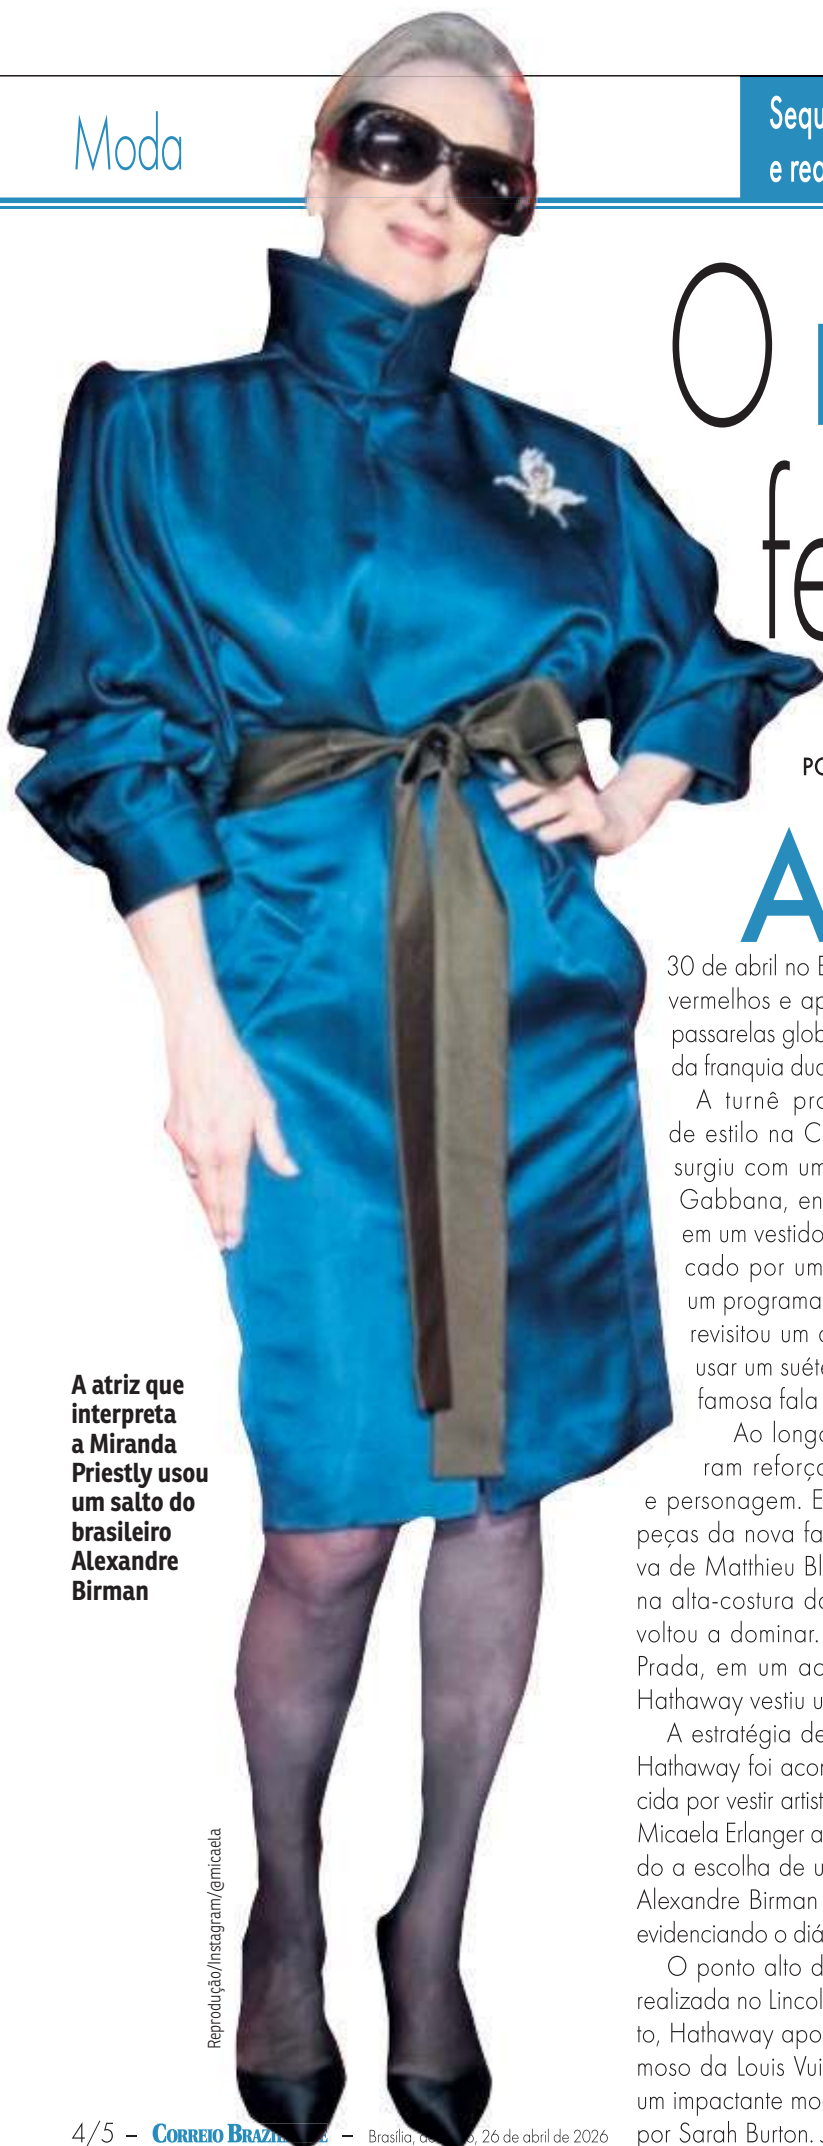 Moda
Sequ
e rec
O
fe
PO
A
30 de abril no B
vermelhos e ap
passarelas glob
da franquia duc
A turnê pro
de estilo na C
surgiu com um
Gabbana, en
em um vestido
cado por um
um programa
revisitou um c
usar um suéte
famosa fala
Ao longo
ram reforço
e personagem. E
peças da nova fa
va de Matthieu Bl
na alta-costura do
voltou a dominar.
Prada, em um ac
Hathaway vestiu u
A estratégia de
Hathaway foi acor
cida por vestir artist
Micaela Erlanger a
do a escolha de u
Alexandre Birman
evidenciando o diá
O ponto alto d
realizada no Lincol
to, Hathaway apo
moso da Louis Vui
um impactante mo
por Sarah Burton.
A atriz que
interpreta
a Miranda
Priestly usou
um salto do
brasileiro
Alexandre
Birman
Reprodução/Instagram/@micaela
4/5 – CORREIO – Brasília, 26 de abril de 2026